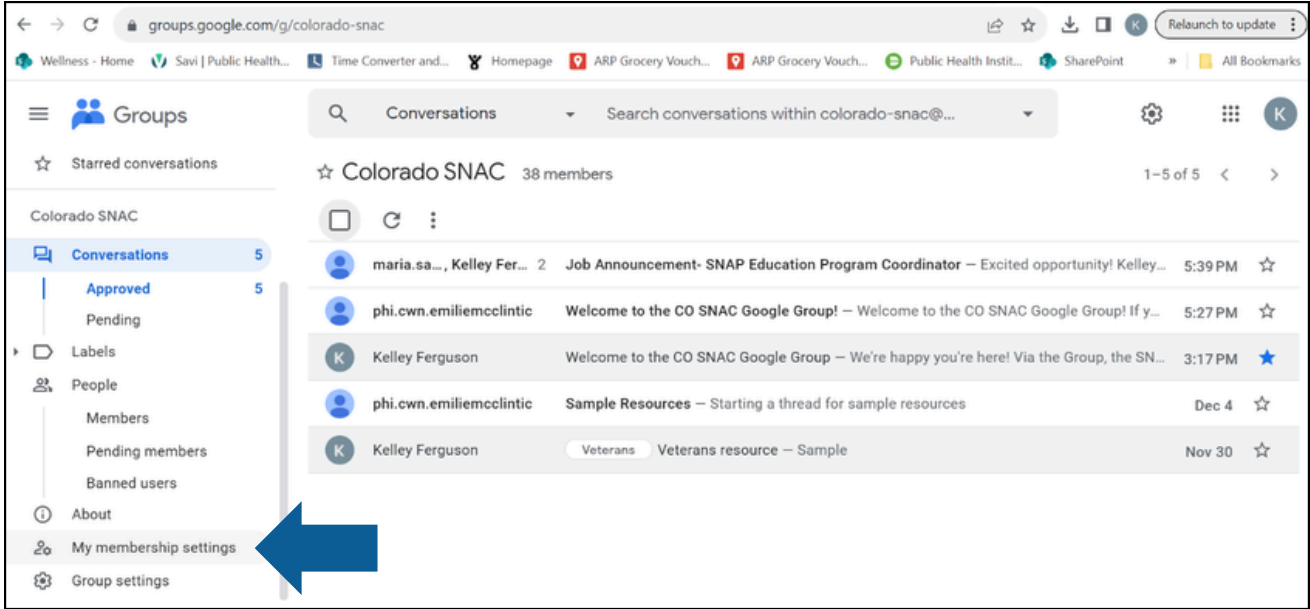 groups.google.com/g/colorado-snac
K
Relaunch to update
Wellness - Home
Savi | Public Health...
Time Converter and...
Homepage
ARP Grocery Vouch...
ARP Grocery Vouch...
Public Health Instit...
SharePoint
»
All Bookmarks
Groups
Conversations
Search conversations within colorado-snac@...
K
Starred conversations
Colorado SNAC 38 members
1–5 of 5
Colorado SNAC
Conversations 5
Approved 5
Pending
Labels
People
Members
Pending members
Banned users
About
My membership settings
Group settings
maria.sa..., Kelley Fer... 2 Job Announcement- SNAP Education Program Coordinator – Excited opportunity! Kelley... 5:39 PM
phi.cwn.emiliemcclintic Welcome to the CO SNAC Google Group! – Welcome to the CO SNAC Google Group! If y... 5:27 PM
K Kelley Ferguson Welcome to the CO SNAC Google Group – We're happy you're here! Via the Group, the SN... 3:17 PM
phi.cwn.emiliemcclintic Sample Resources – Starting a thread for sample resources Dec 4
K Kelley Ferguson Veterans Veterans resource – Sample Nov 30